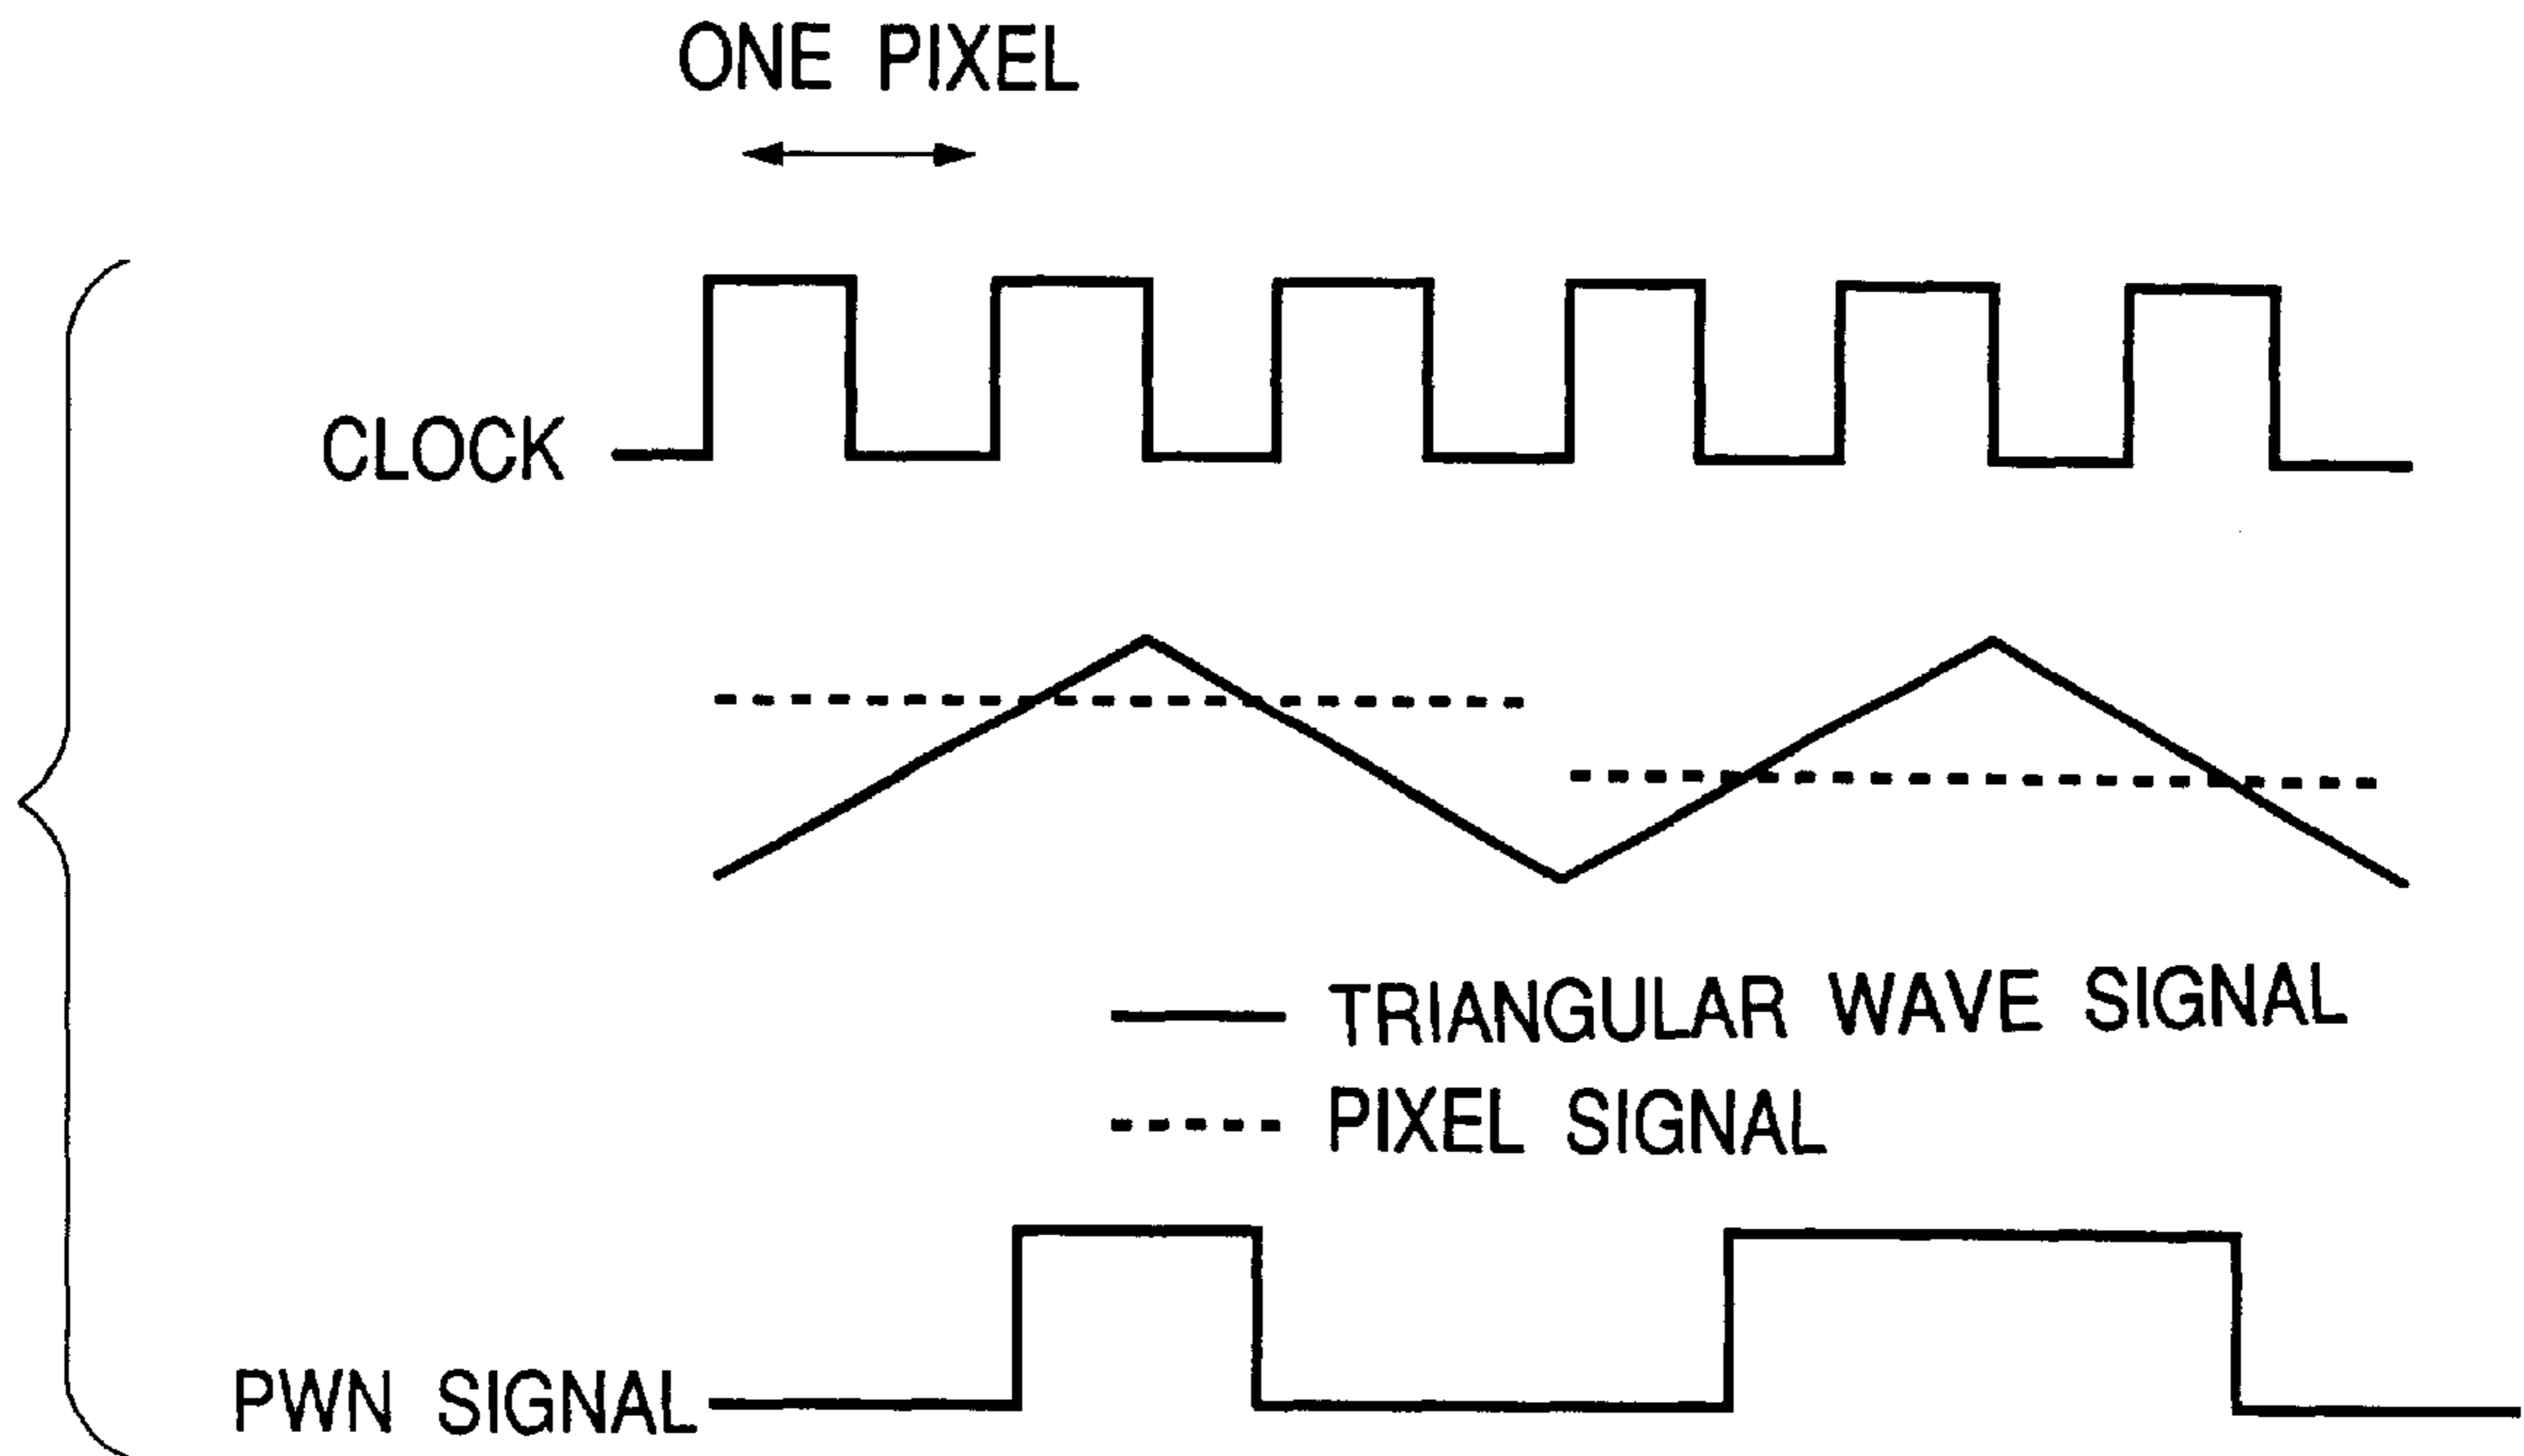 ONE PIXEL
CLOCK
TRIANGULAR WAVE SIGNAL
PIXEL SIGNAL
PWN SIGNAL